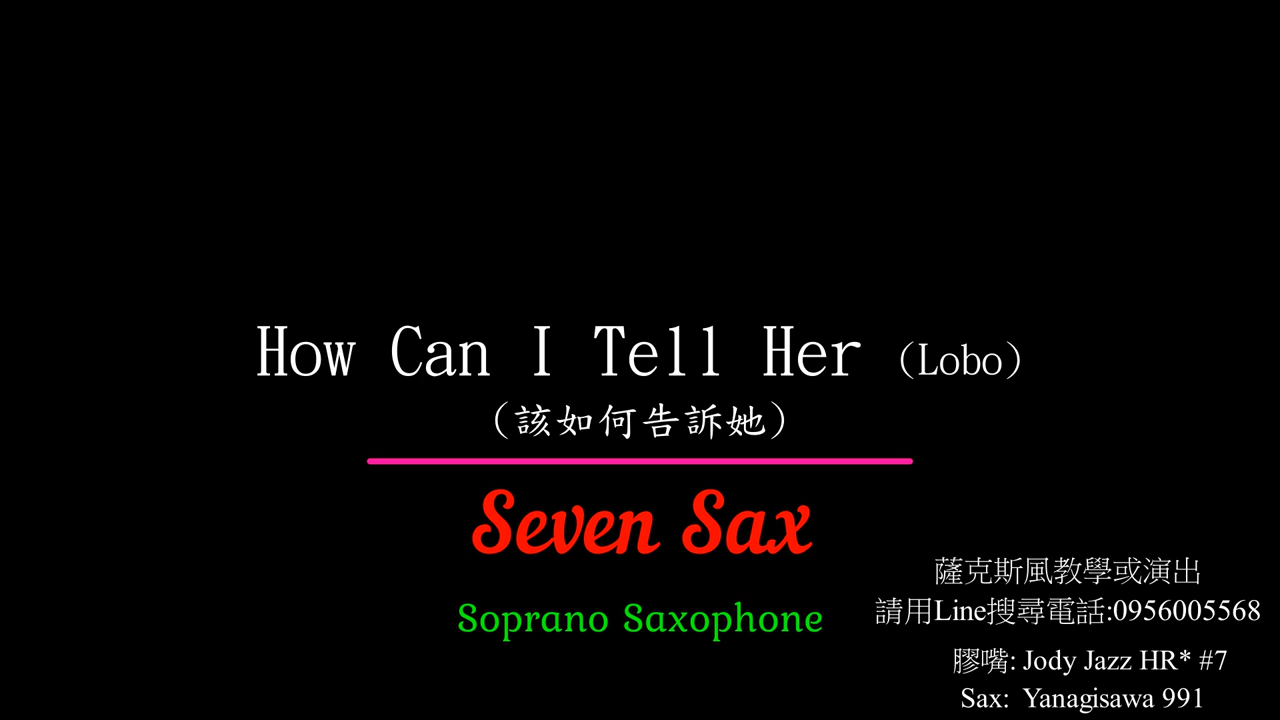 How Can I Tell Her (Lobo)
(該如何告訴她)
Seven Sax
Soprano Saxophone
薩克斯風教學或演出
請用Line搜尋電話:0956005568
膠嘴: Jody Jazz HR* #7
Sax: Yanagisawa 991